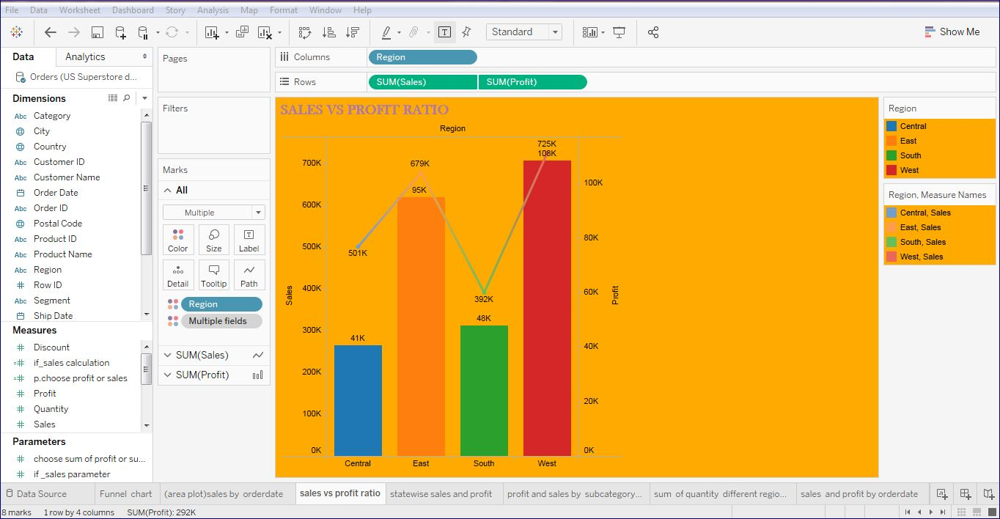 File Data Worksheet Dashboard Story Analysis Map Format Window Help
Standard
Show Me
Data Analytics
Orders (US Superstore d...
Dimensions
Abc Category
City
Country
Abc Customer ID
Abc Customer Name
Order Date
Abc Order ID
Postal Code
Abc Product ID
Abc Product Name
Abc Region
Row ID
Abc Segment
Ship Date
Measures
Discount
if_sales calculation
p.choose profit or sales
Profit
Quantity
Sales
Parameters
choose sum of profit or su...
if _sales parameter
Pages
Filters
Marks
All
Multiple
Color Size Label
Detail Tooltip Path
Region
Multiple fields
SUM(Sales)
SUM(Profit)
Columns Region
Rows SUM(Sales) SUM(Profit)
SALES VS PROFIT RATIO
Region
725K
108K
700K
679K
95K
100K
600K
500K
501K
80K
400K
392K
60K
48K
300K
41K
40K
200K
100K
20K
0K
0K
Sales
Profit
Central East South West
Region
Central
East
South
West
Region, Measure Names
Central, Sales
East, Sales
South, Sales
West, Sales
Data Source Funnel chart (area plot)sales by orderdate sales vs profit ratio statewise sales and profit profit and sales by subcategory... sum of quantity different regio... sales and profit by orderdate
8 marks 1 row by 4 columns SUM(Profit): 292K